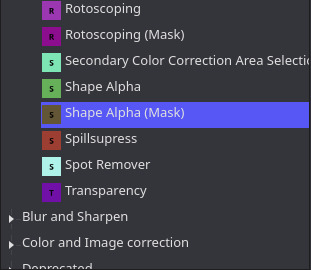 R Rotoscoping
R Rotoscoping (Mask)
S Secondary Color Correction Area Selectio
S Shape Alpha
S Shape Alpha (Mask)
S Spillsupress
S Spot Remover
T Transparency
Blur and Sharpen
Color and Image correction
Deprecated